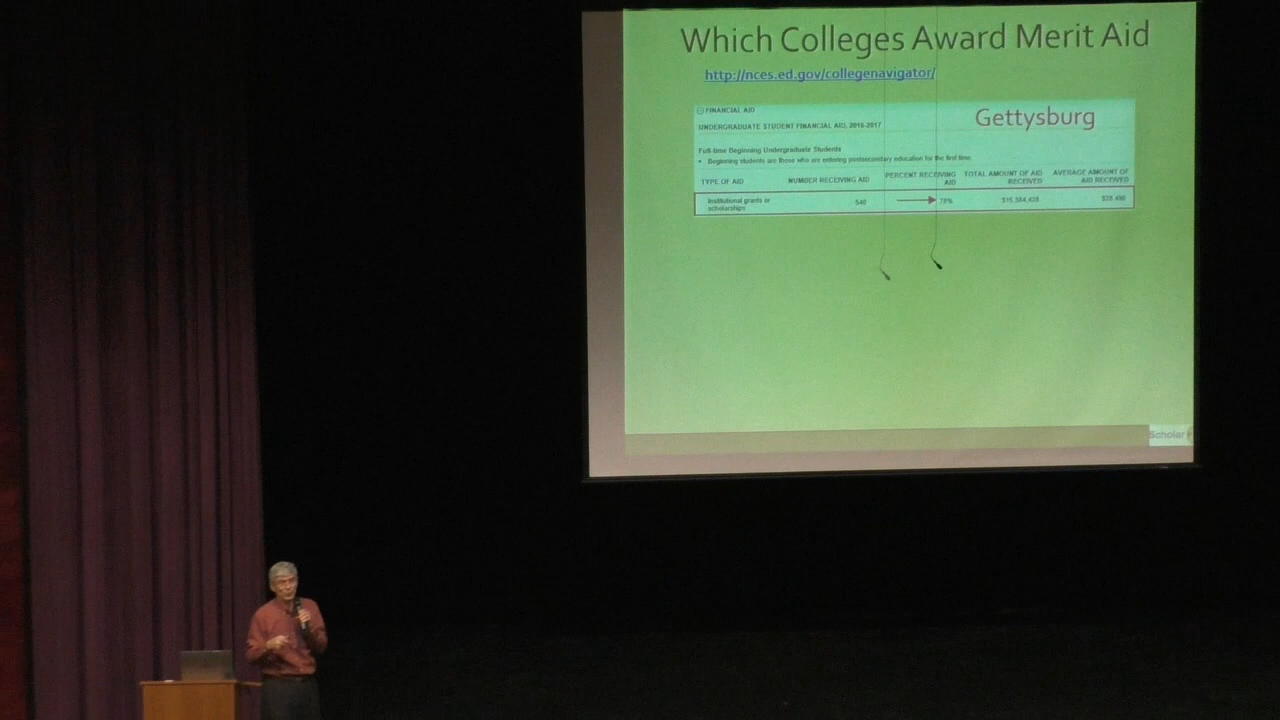 Which Colleges Award Merit Aid
http://nces.ed.gov/collegenavigator/
FINANCIAL AID
Gettysburg
UNDERGRADUATE STUDENT FINANCIAL AID, 2016-2017
Full-time Beginning Undergraduate Students
• Beginning students are those who are entering postsecondary education for the first time.
TYPE OF AID NUMBER RECEIVING AID PERCENT RECEIVING AID TOTAL AMOUNT OF AID RECEIVED AVERAGE AMOUNT OF AID RECEIVED
Institutional grants or scholarships 540 78%
Scholar